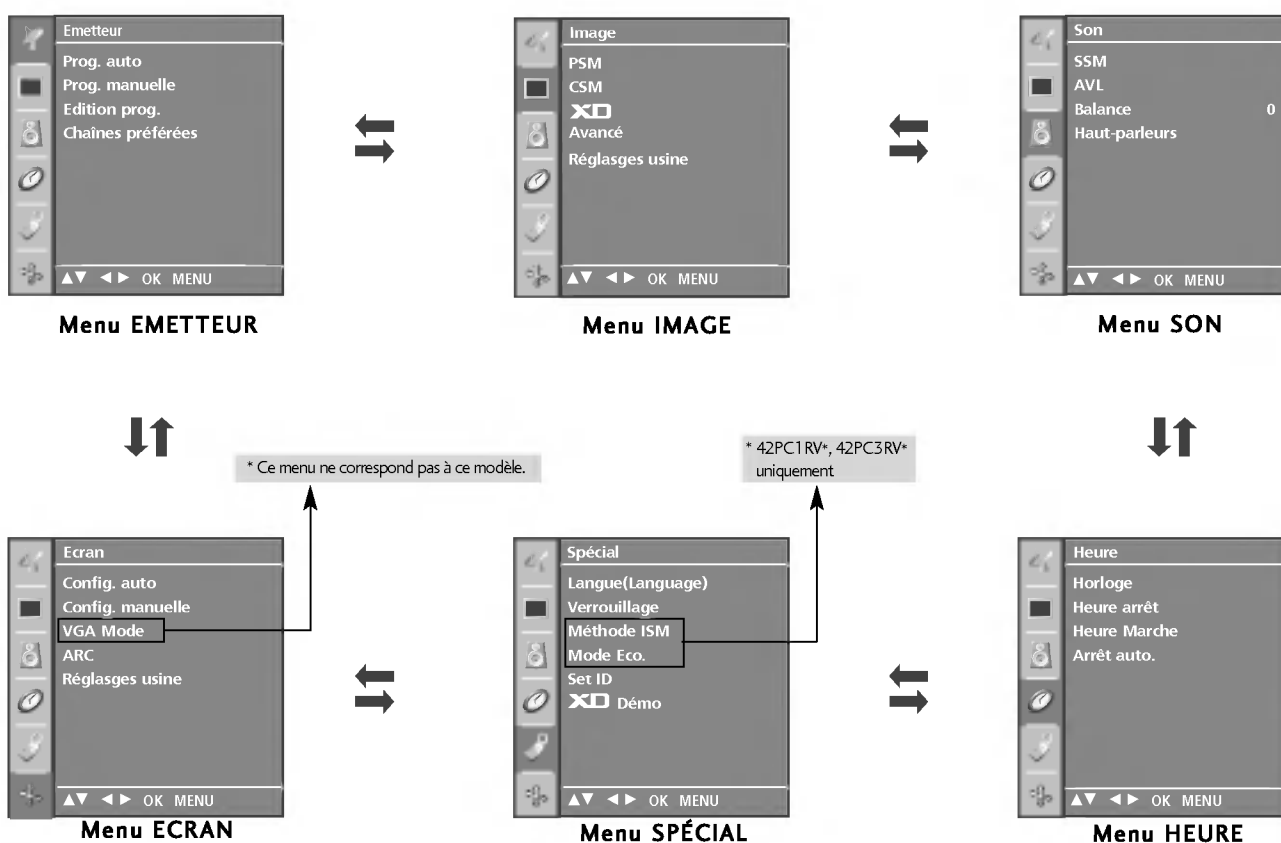 Emetteur
Prog. auto
Prog. manuelle
Edition prog.
Chaînes préférées
▲▼ ◄► OK MENU
Menu EMETTEUR
Image
PSM
CSM
XD
Avancé
Réglasges usine
▲▼ ◄► OK MENU
Menu IMAGE
Son
SSM
AVL
Balance 0
Haut-parleurs
▲▼ ◄► OK MENU
Menu SON
* Ce menu ne correspond pas à ce modèle.
* 42PC1RV*, 42PC3RV*
uniquement
Ecran
Config. auto
Config. manuelle
VGA Mode
ARC
Réglasges usine
▲▼ ◄► OK MENU
Menu ECRAN
Spécial
Langue(Language)
Verrouillage
Méthode ISM
Mode Eco.
Set ID
XD Démo
▲▼ ◄► OK MENU
Menu SPÉCIAL
Heure
Horloge
Heure arrêt
Heure Marche
Arrêt auto.
▲▼ ◄► OK MENU
Menu HEURE